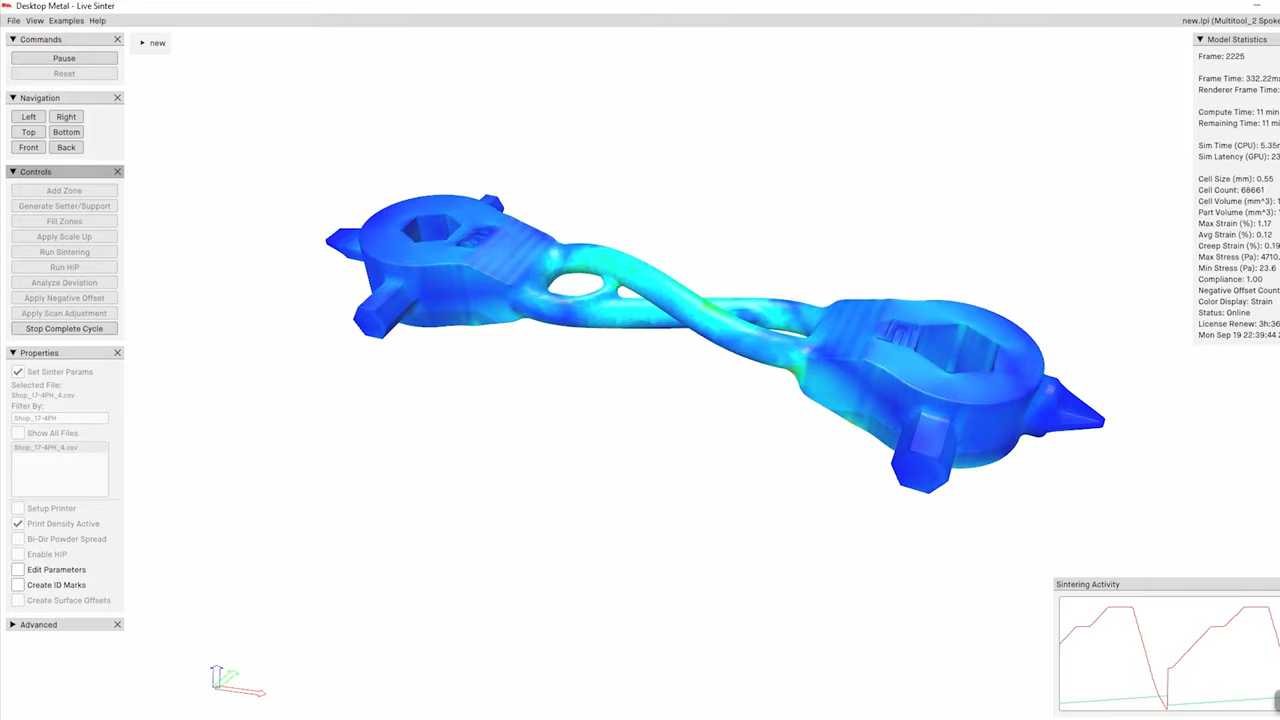 Desktop Metal - Live Sinter
File View Examples Help
new.lpi (Multitool_2 Spoke
Commands
Pause
Reset
Navigation
Left Right
Top Bottom
Front Back
Controls
Add Zone
Generate Setter/Support
Fill Zones
Apply Scale Up
Run Sintering
Run HIP
Analyze Deviation
Apply Negative Offset
Apply Scan Adjustment
Stop Complete Cycle
Properties
Set Sinter Params
Selected File:
Shop_17-4PH_4.csv
Filter By:
Shop_17-4PH
Show All Files
Shop_17-4PH_4.csv
Setup Printer
Print Density Active
Bi-Dir Powder Spread
Enable HIP
Edit Parameters
Create ID Marks
Create Surface Offsets
Advanced
new
Model Statistics
Frame: 2225
Frame Time: 332.22ms
Renderer Frame Time:
Compute Time: 11 min
Remaining Time: 11 min
Sim Time (CPU): 5.35
Sim Latency (GPU): 23
Cell Size (mm): 0.55
Cell Count: 68661
Cell Volume (mm^3): 1
Part Volume (mm^3):
Max Strain (%): 1.17
Avg Strain (%): 0.12
Creep Strain (%): 0.19
Max Stress (Pa): 4710.
Min Stress (Pa): 23.6
Compliance: 1.00
Negative Offset Count
Color Display: Strain
Status: Online
License Renew: 3h:36
Mon Sep 19 22:39:44 2
Sintering Activity